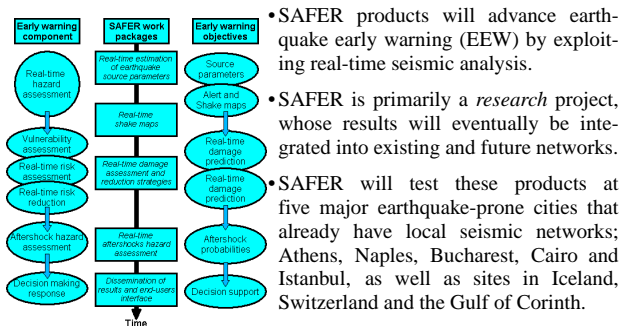 Early warning
component
Real-time
hazard
assessment
Vulnerability
assessment
Real-time risk
assessment
Real-time risk
reduction
Aftershock hazard
assessment
Decision making
response
SAFER work
packages
Real-time estimation
of earthquake
source parameters
Real-time
shake maps
Real-time damage
assessment and
reduction strategies
Real-time
aftershocks hazard
assessment
Dissemination of
results and end-users
interface
Time
Early warning
objectives
Source
parameters
Alert and
Shake maps
Real-time
damage
prediction
Real-time
damage
prediction
Aftershock
probabilities
Decision support
• SAFER products will advance earth-
quake early warning (EEW) by exploit-
ing real-time seismic analysis.
• SAFER is primarily a research project,
whose results will eventually be inte-
grated into existing and future networks.
• SAFER will test these products at
five major earthquake-prone cities that
already have local seismic networks;
Athens, Naples, Bucharest, Cairo and
Istanbul, as well as sites in Iceland,
Switzerland and the Gulf of Corinth.